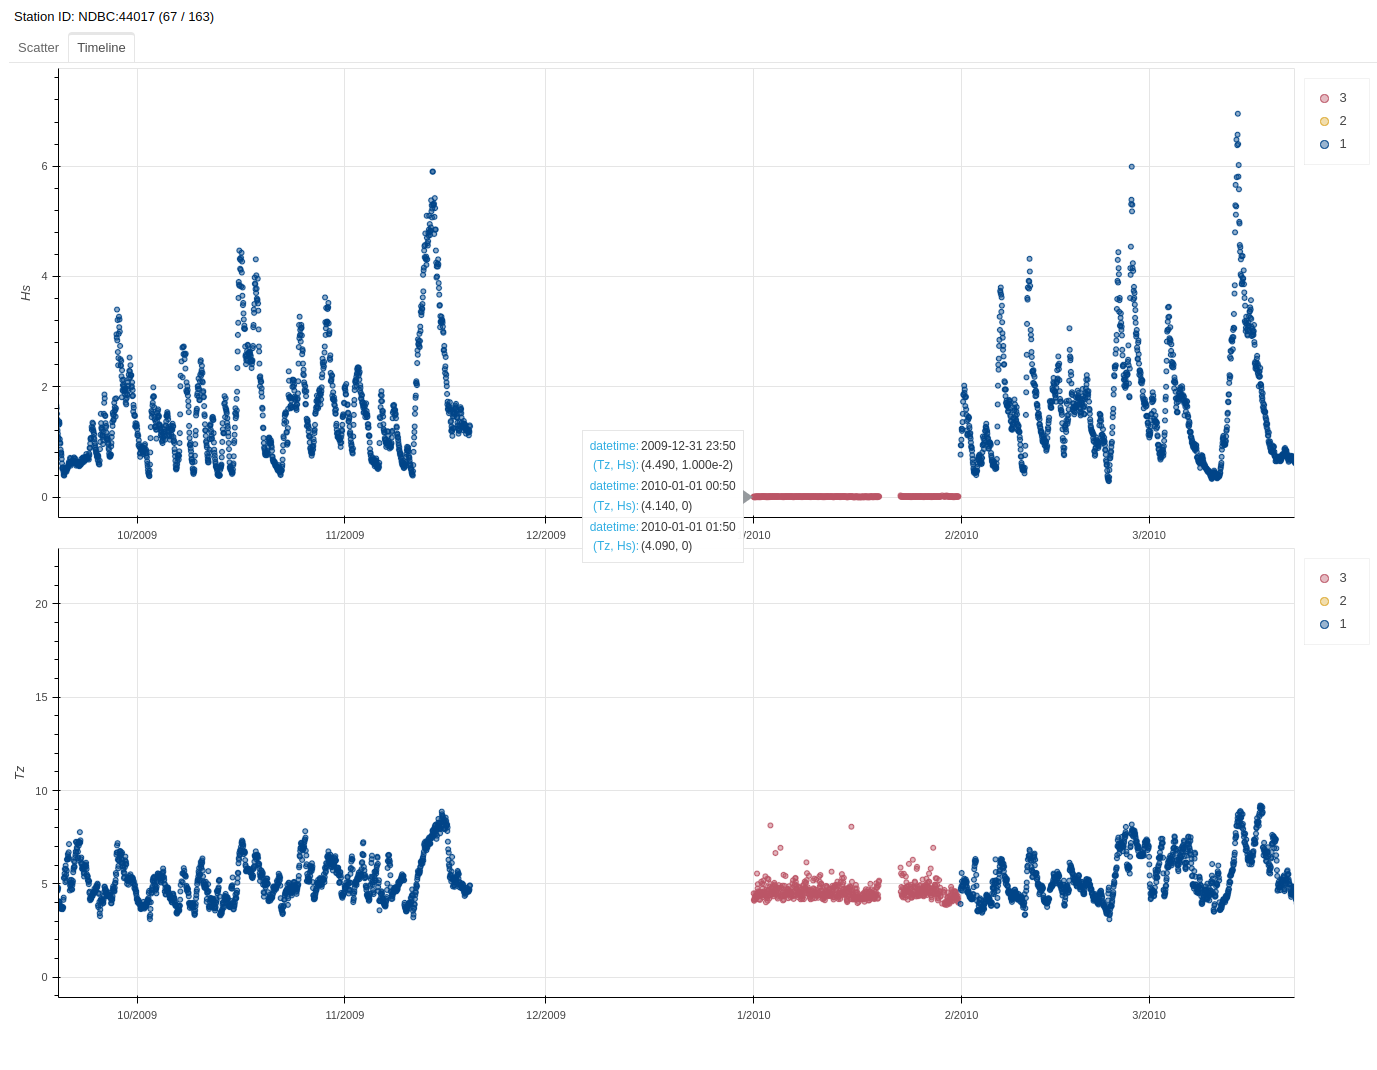 Station ID: NDBC:44017 (67 / 163)
Scatter
Timeline
6
4
2
0
Hs
3
2
1
datetime: 2009-12-31 23:50
(Tz, Hs): (4.490, 1.000e-2)
datetime: 2010-01-01 00:50
(Tz, Hs): (4.140, 0)
datetime: 2010-01-01 01:50
(Tz, Hs): (4.090, 0)
10/2009
11/2009
12/2009
/2010
2/2010
3/2010
20
15
10
5
0
Tz
3
2
1
10/2009
11/2009
12/2009
1/2010
2/2010
3/2010